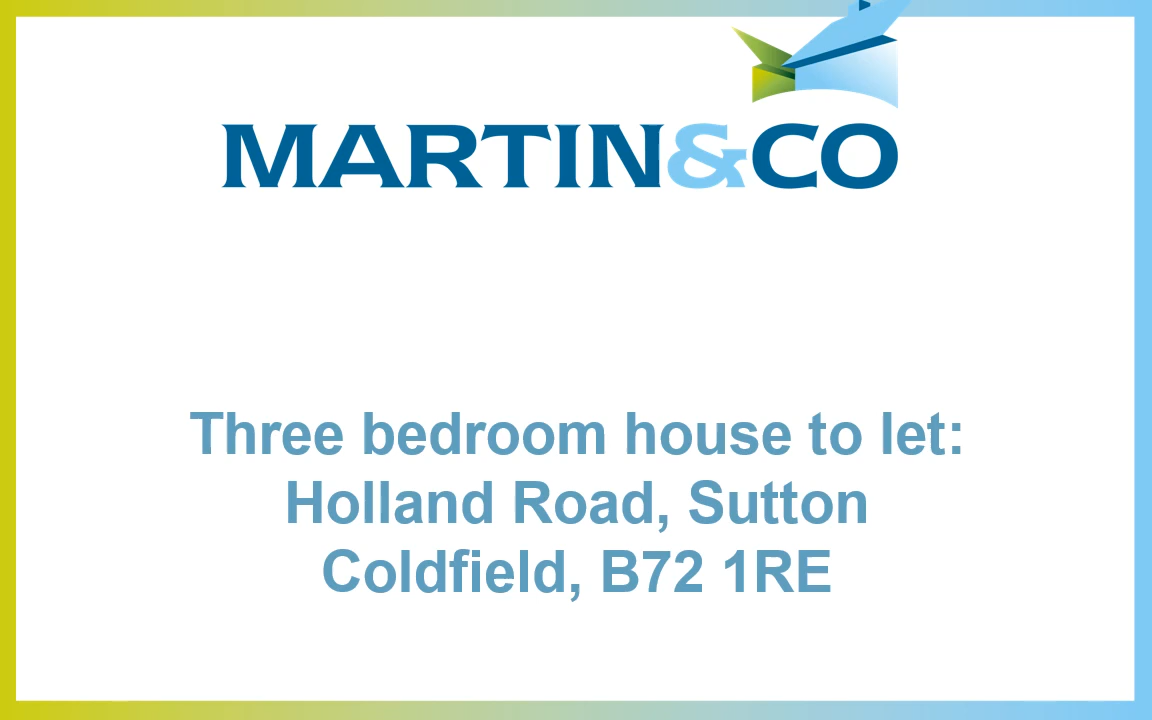 MARTIN&CO
Three bedroom house to let:
Holland Road, Sutton
Coldfield, B72 1RE